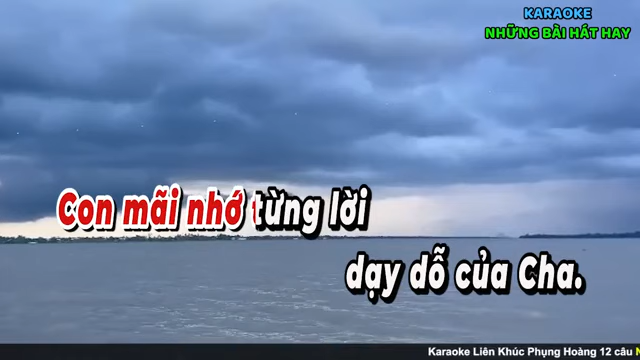 KARAOKE
NHỮNG BÀI HÁT HAY
Con mãi nhớ từng lời
dạy dỗ của Cha.
Karaoke Liên Khúc Phụng Hoàng 12 câu N